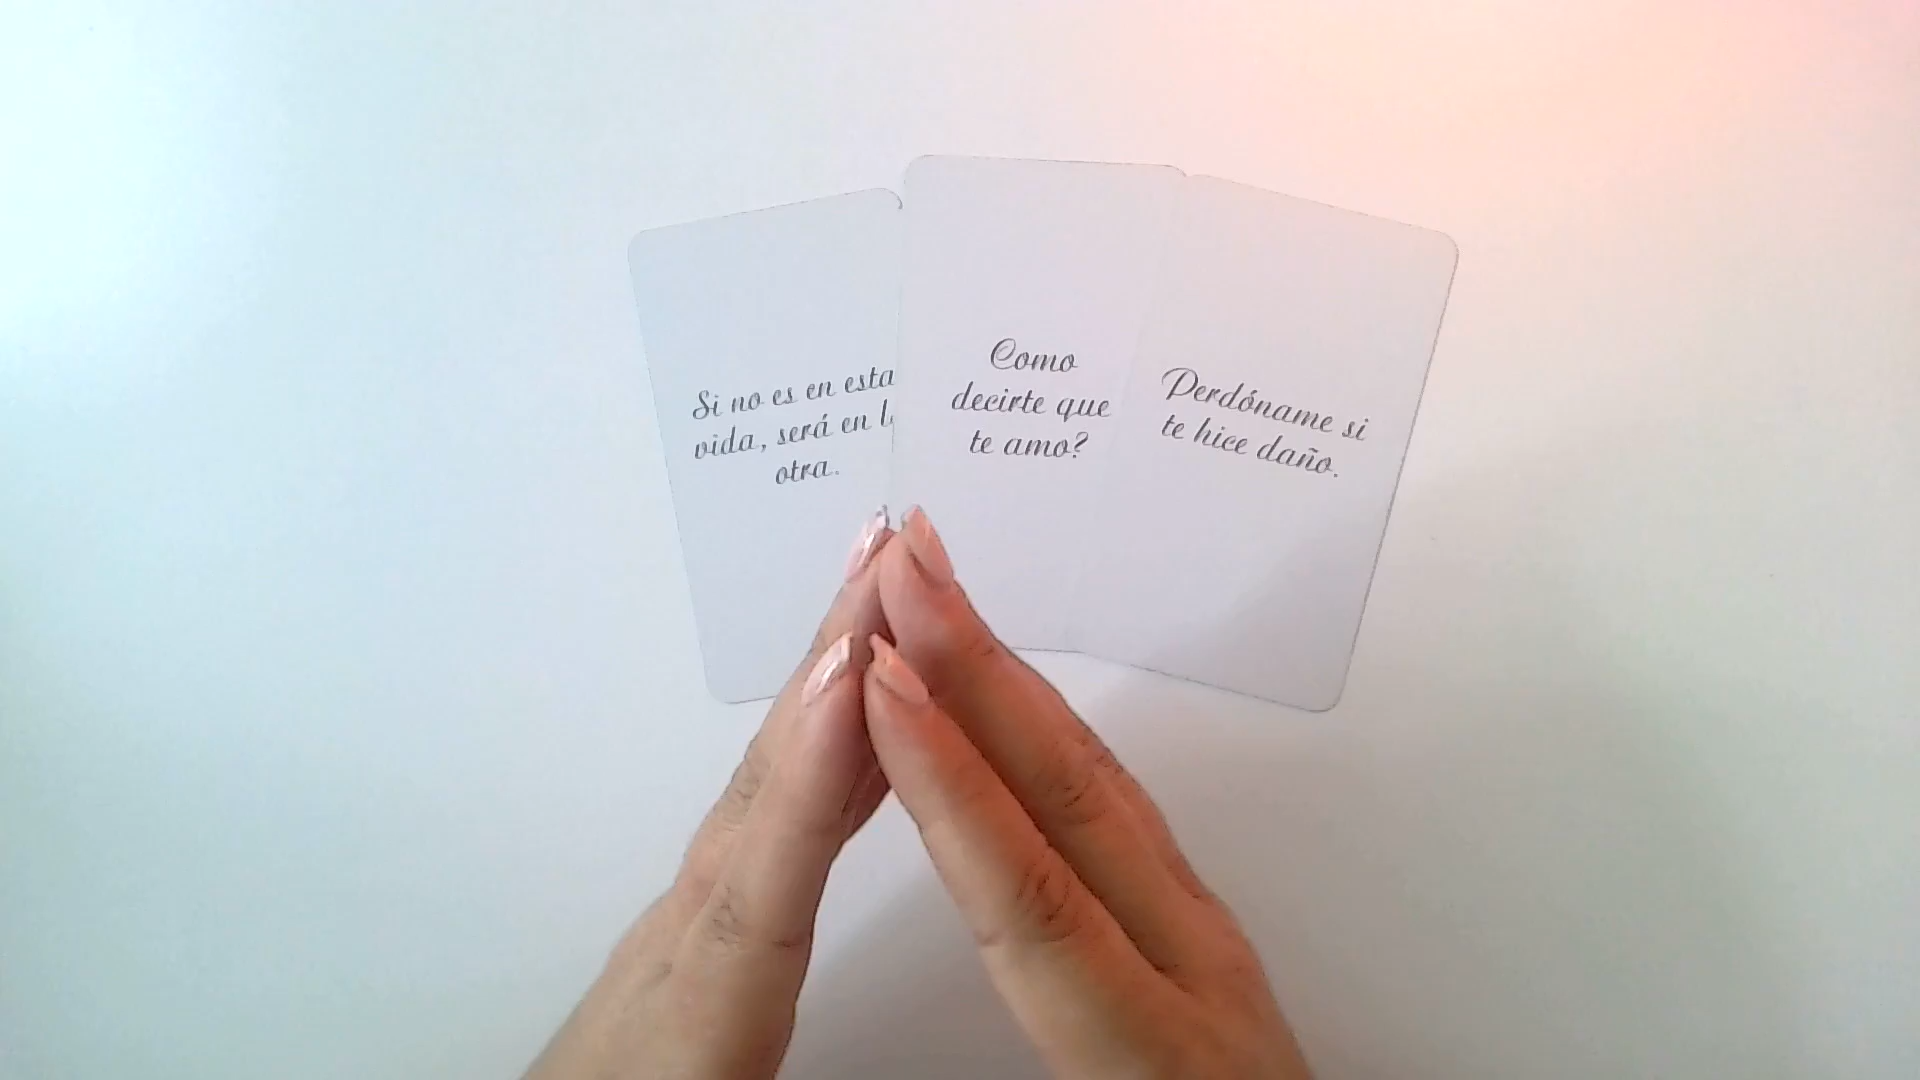 Si no es en esta
vida, será en l
otra.
Como
decirte que
te amo?
Perdóname si
te hice daño.